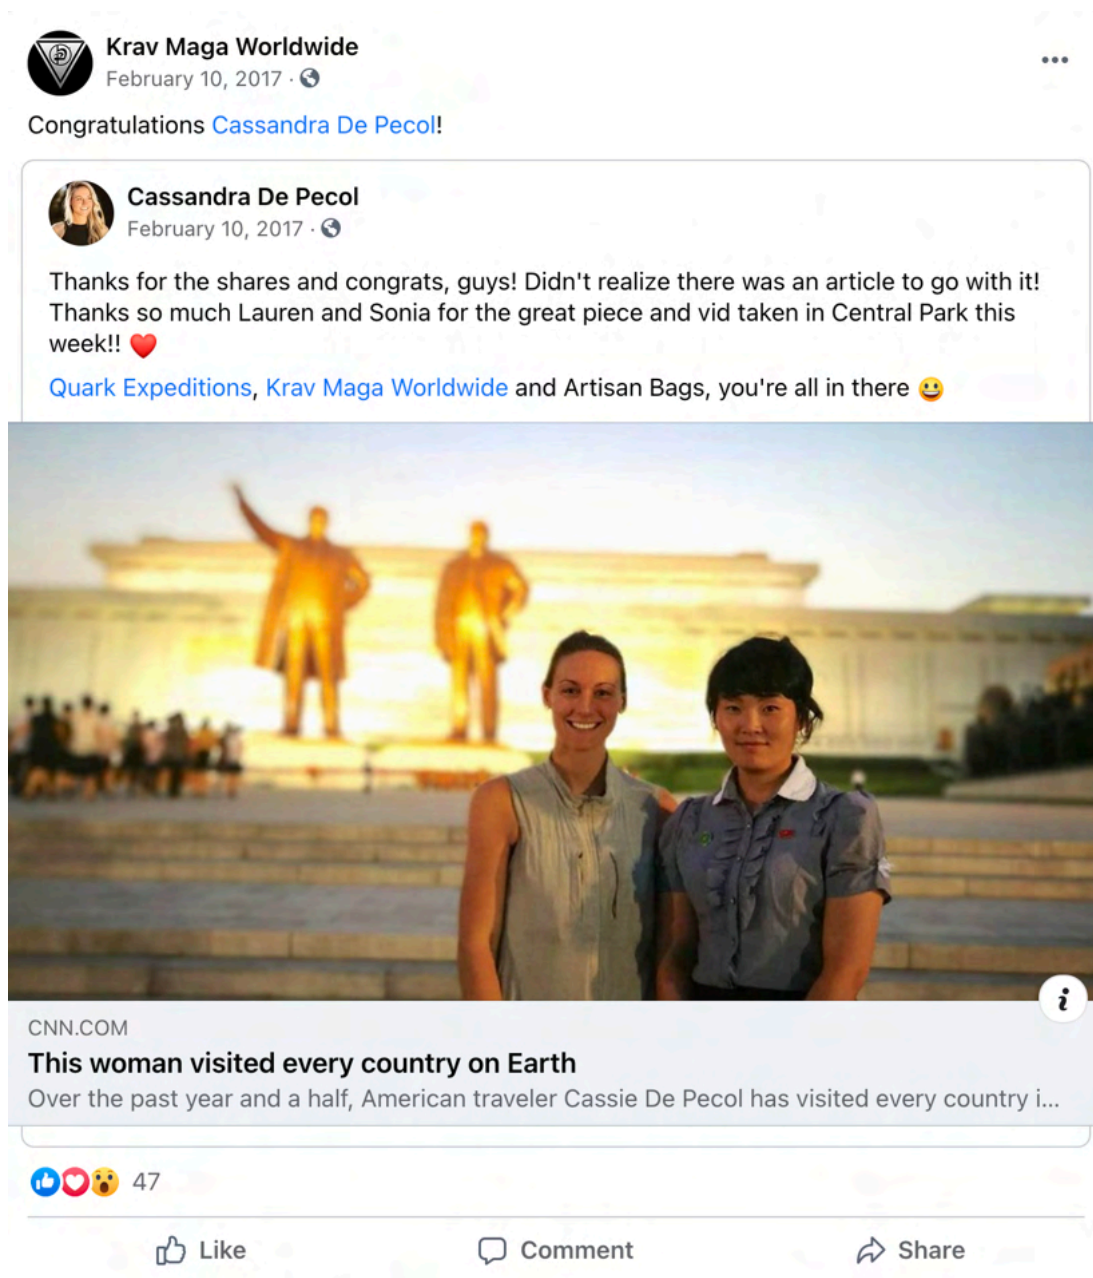 Krav Maga Worldwide
February 10, 2017 ·
Congratulations Cassandra De Pecol!
Cassandra De Pecol
February 10, 2017 ·
Thanks for the shares and congrats, guys! Didn't realize there was an article to go with it!
Thanks so much Lauren and Sonia for the great piece and vid taken in Central Park this
week!! ❤️
Quark Expeditions, Krav Maga Worldwide and Artisan Bags, you're all in there 😃
i
CNN.COM
This woman visited every country on Earth
Over the past year and a half, American traveler Cassie De Pecol has visited every country i...
47
Like Comment Share